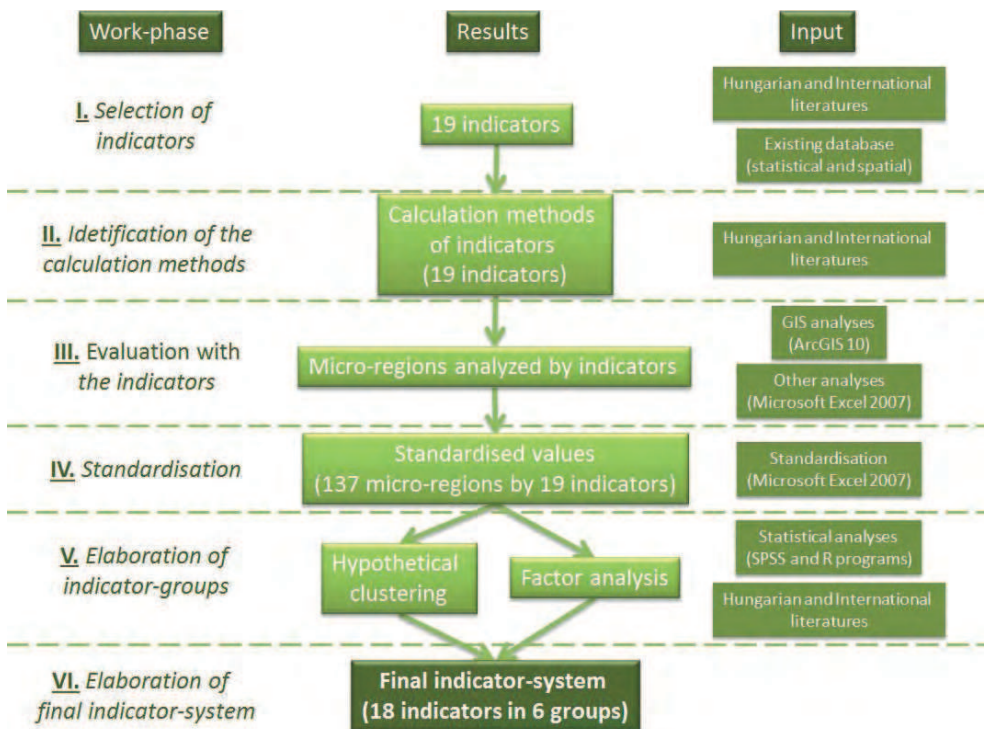 Work-phase
Results
Input
I. Selection of
indicators
19 indicators
Hungarian and International
literatures
Existing database
(statistical and spatial)
II. Idetification of the
calculation methods
Calculation methods
of indicators
(19 indicators)
Hungarian and International
literatures
III. Evaluation with
the indicators
Micro-regions analyzed by indicators
GIS analyses
(ArcGIS 10)
Other analyses
(Microsoft Excel 2007)
IV. Standardisation
Standardised values
(137 micro-regions by 19 indicators)
Standardisation
(Microsoft Excel 2007)
V. Elaboration of
indicator-groups
Hypothetical
clustering
Factor analysis
Statistical analyses
(SPSS and R programs)
Hungarian and International
literatures
VI. Elaboration of
final indicator-system
Final indicator-system
(18 indicators in 6 groups)